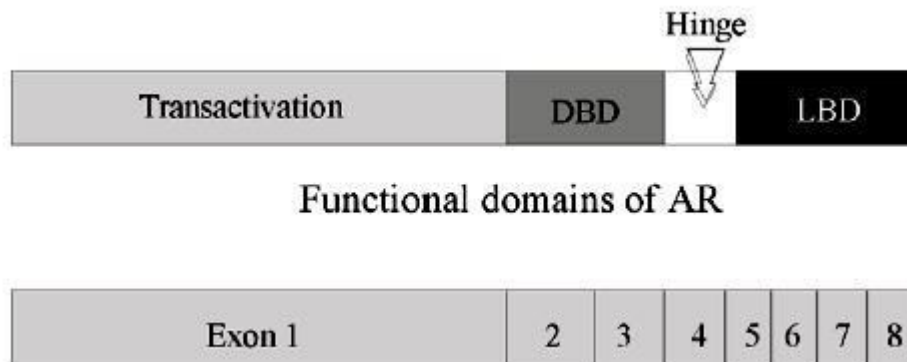 Hinge
Transactivation DBD LBD
Functional domains of AR
Exon 1 2 3 4 5 6 7 8